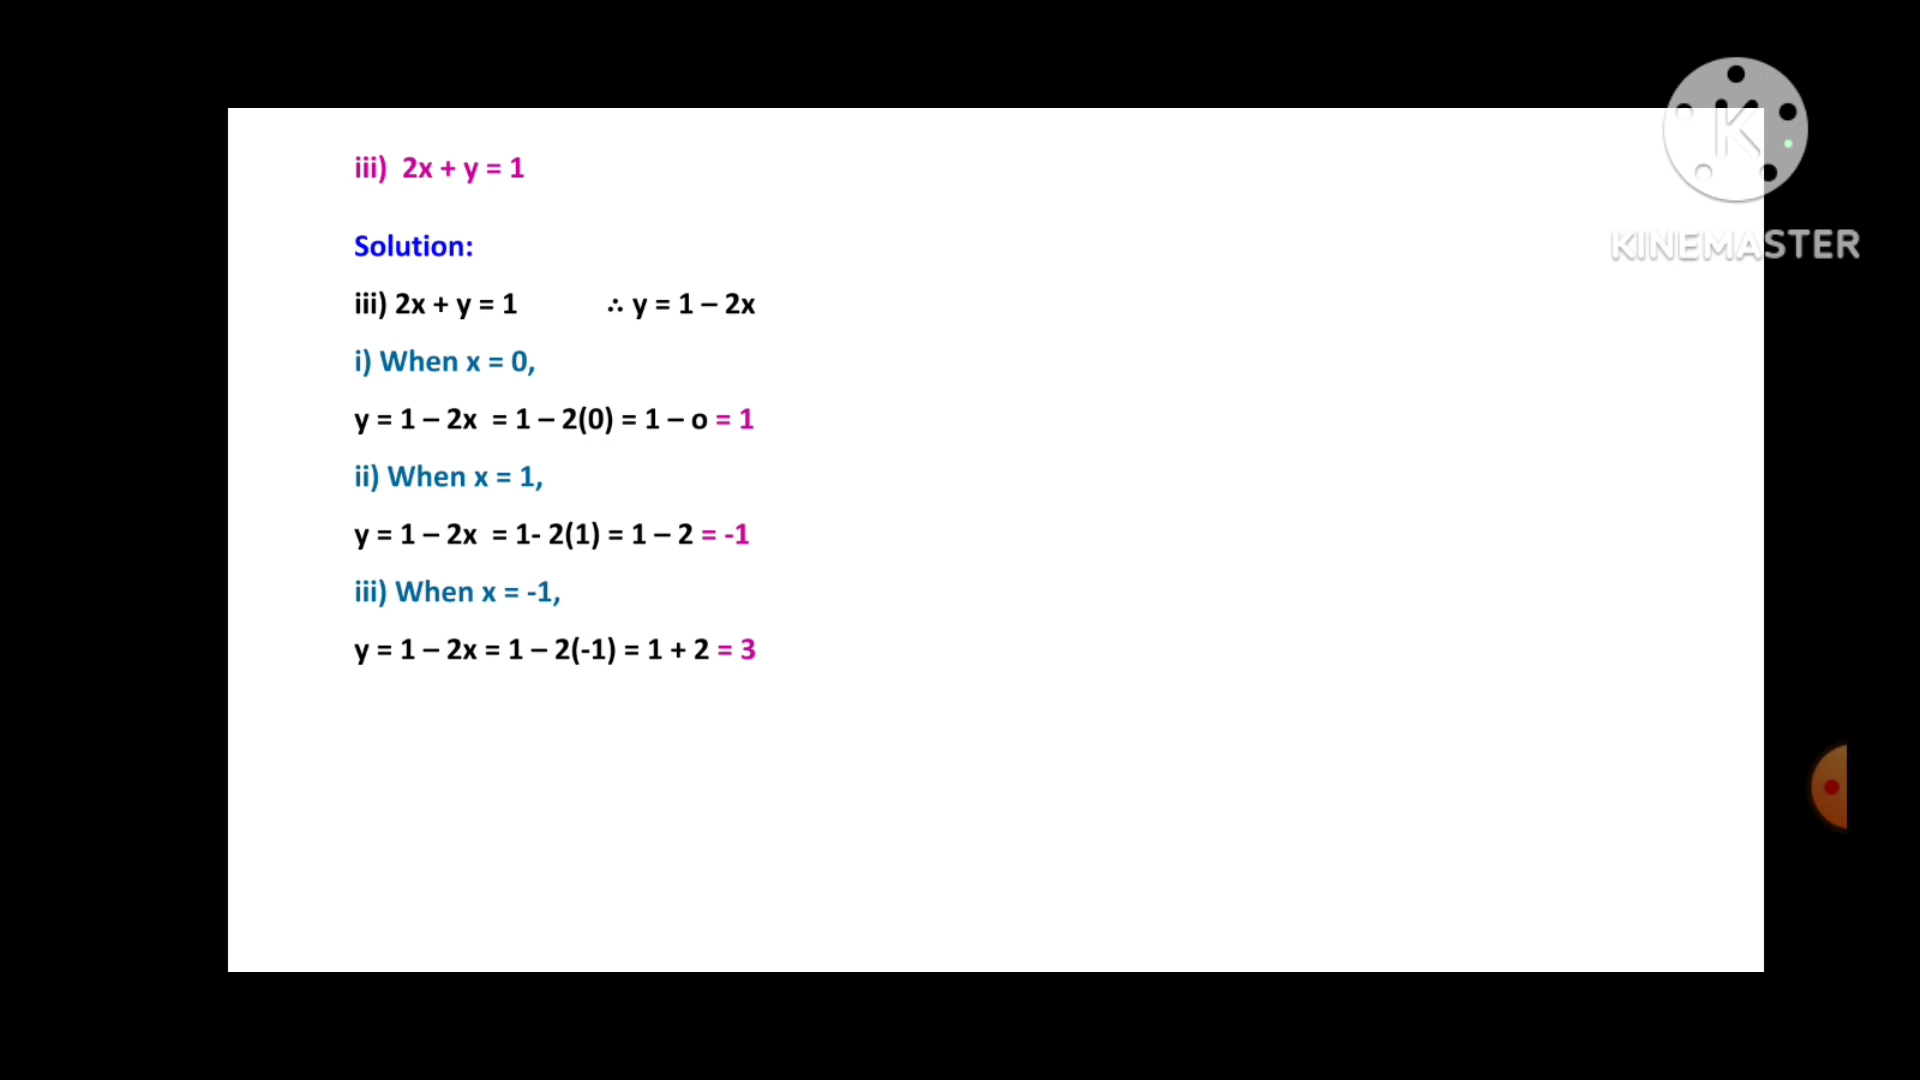 iii)  2x + y = 1
KINEMASTER
Solution:
iii) 2x + y = 1 ∴ y = 1 – 2x
i) When x = 0,
y = 1 – 2x  = 1 – 2(0) = 1 – o = 1
ii) When x = 1,
y = 1 – 2x  = 1- 2(1) = 1 – 2 = -1
iii) When x = -1,
y = 1 – 2x = 1 – 2(-1) = 1 + 2 = 3